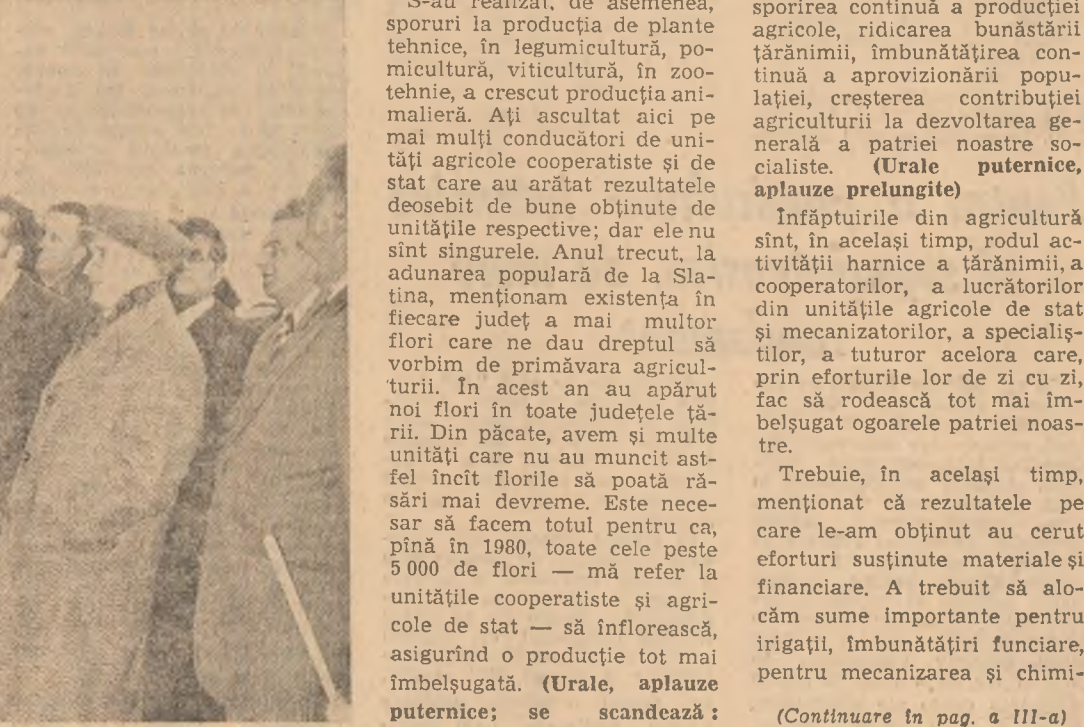 S-au realizat, de asemenea,
sporuri la producția de plante
tehnice, în legumicultură, po-
micultură, viticultură, în zoo-
tehnie, a crescut producția ani-
malieră. Ați ascultat aici pe
mai mulți conducători de uni-
tăți agricole cooperatiste și de
stat care au arătat rezultatele
deosebit de bune obținute de
unitățile respective; dar ele nu
sînt singurele. Anul trecut, la
adunarea populară de la Sla-
tina, menționam existența în
fiecare județ a mai multor
flori care ne dau dreptul să
vorbim de primăvara agricul-
turii. În acest an au apărut
noi flori în toate județele ță-
rii. Din păcate, avem și multe
unități care nu au muncit ast-
fel încît florile să poată ră-
sări mai devreme. Este nece-
sar să facem totul pentru ca,
pînă în 1980, toate cele peste
5 000 de flori — mă refer la
unitățile cooperatiste și agri-
cole de stat — să înflorească,
asigurînd o producție tot mai
îmbelșugată. (Urale, aplauze
puternice; se scandează :
sporirea continuă a producției
agricole, ridicarea bunăstării
țărănimii, îmbunătățirea con-
tinuă a aprovizionării popu-
lației, creșterea contribuției
agriculturii la dezvoltarea ge-
nerală a patriei noastre so-
cialiste. (Urale puternice,
aplauze prelungite)
Înfăptuirile din agricultură
sînt, în același timp, rodul ac-
tivității harnice a țărănimii, a
cooperatorilor, a lucrătorilor
din unitățile agricole de stat
și mecanizatorilor, a specialiș-
tilor, a tuturor acelora care,
prin eforturile lor de zi cu zi,
fac să rodească tot mai îm-
belșugat ogoarele patriei noas-
tre.
Trebuie, în același timp,
menționat că rezultatele pe
care le-am obținut au cerut
eforturi susținute materiale și
financiare. A trebuit să alo-
căm sume importante pentru
irigații, îmbunătățiri funciare,
pentru mecanizarea și chimi-
(Continuare în pag. a III-a)